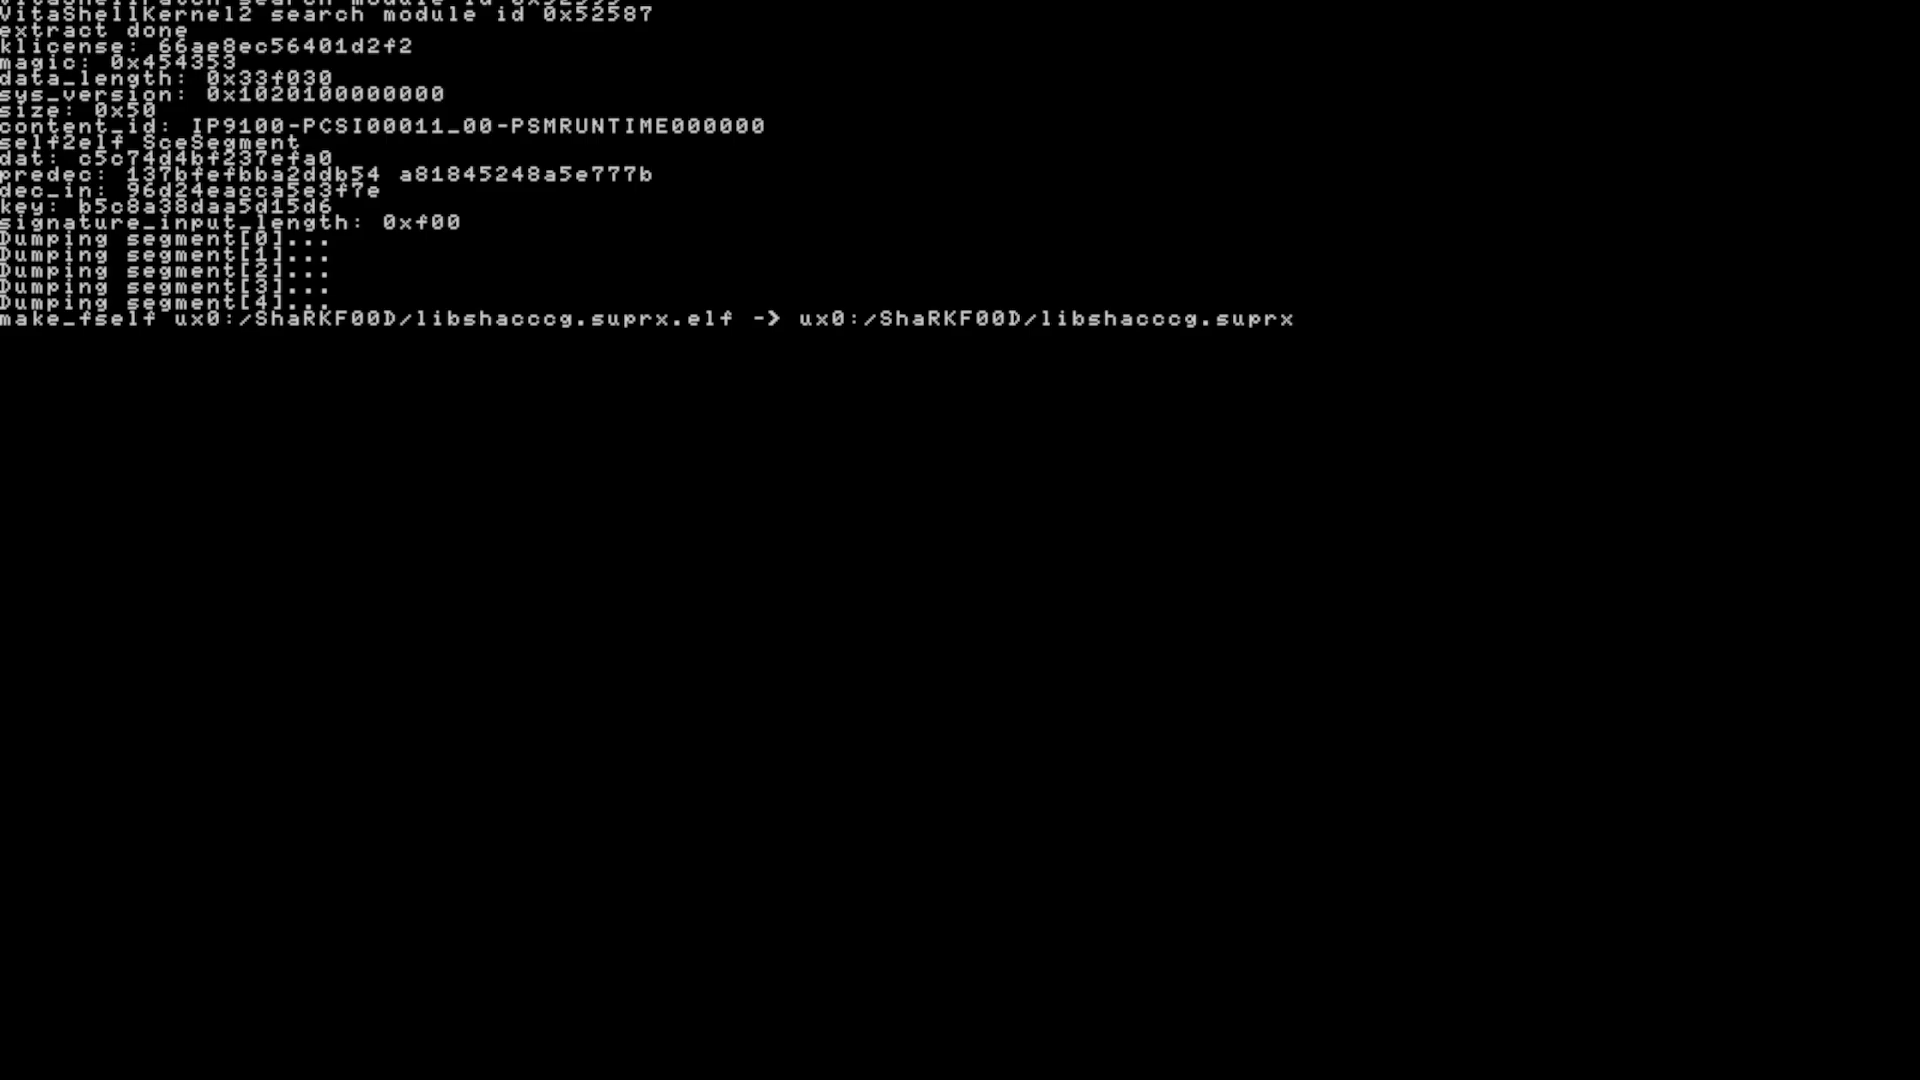 VitaShellKernel2 search module id 0x52587
extract done
klicense: 66ae8ec56401d2f2
magic: 0x454353
data_length: 0x33f030
sys_version: 0x1020100000000
size: 0x50
content_id: IP9100-PCSI00011_00-PSMRUNTIME000000
self2elf SceSegment
dat: c5c74d4bf237efa0
predec: 137bfefbba2ddb54 a81845248a5e777b
dec_in: 96d24eacca5e3f7e
key: b5c8a38daa5d15d6
signature_input_length: 0xf00
Dumping segment[0]...
Dumping segment[1]...
Dumping segment[2]...
Dumping segment[3]...
Dumping segment[4]...
make_fself ux0:/ShaRKF00D/libshacccg.suprx.elf -> ux0:/ShaRKF00D/libshacccg.suprx